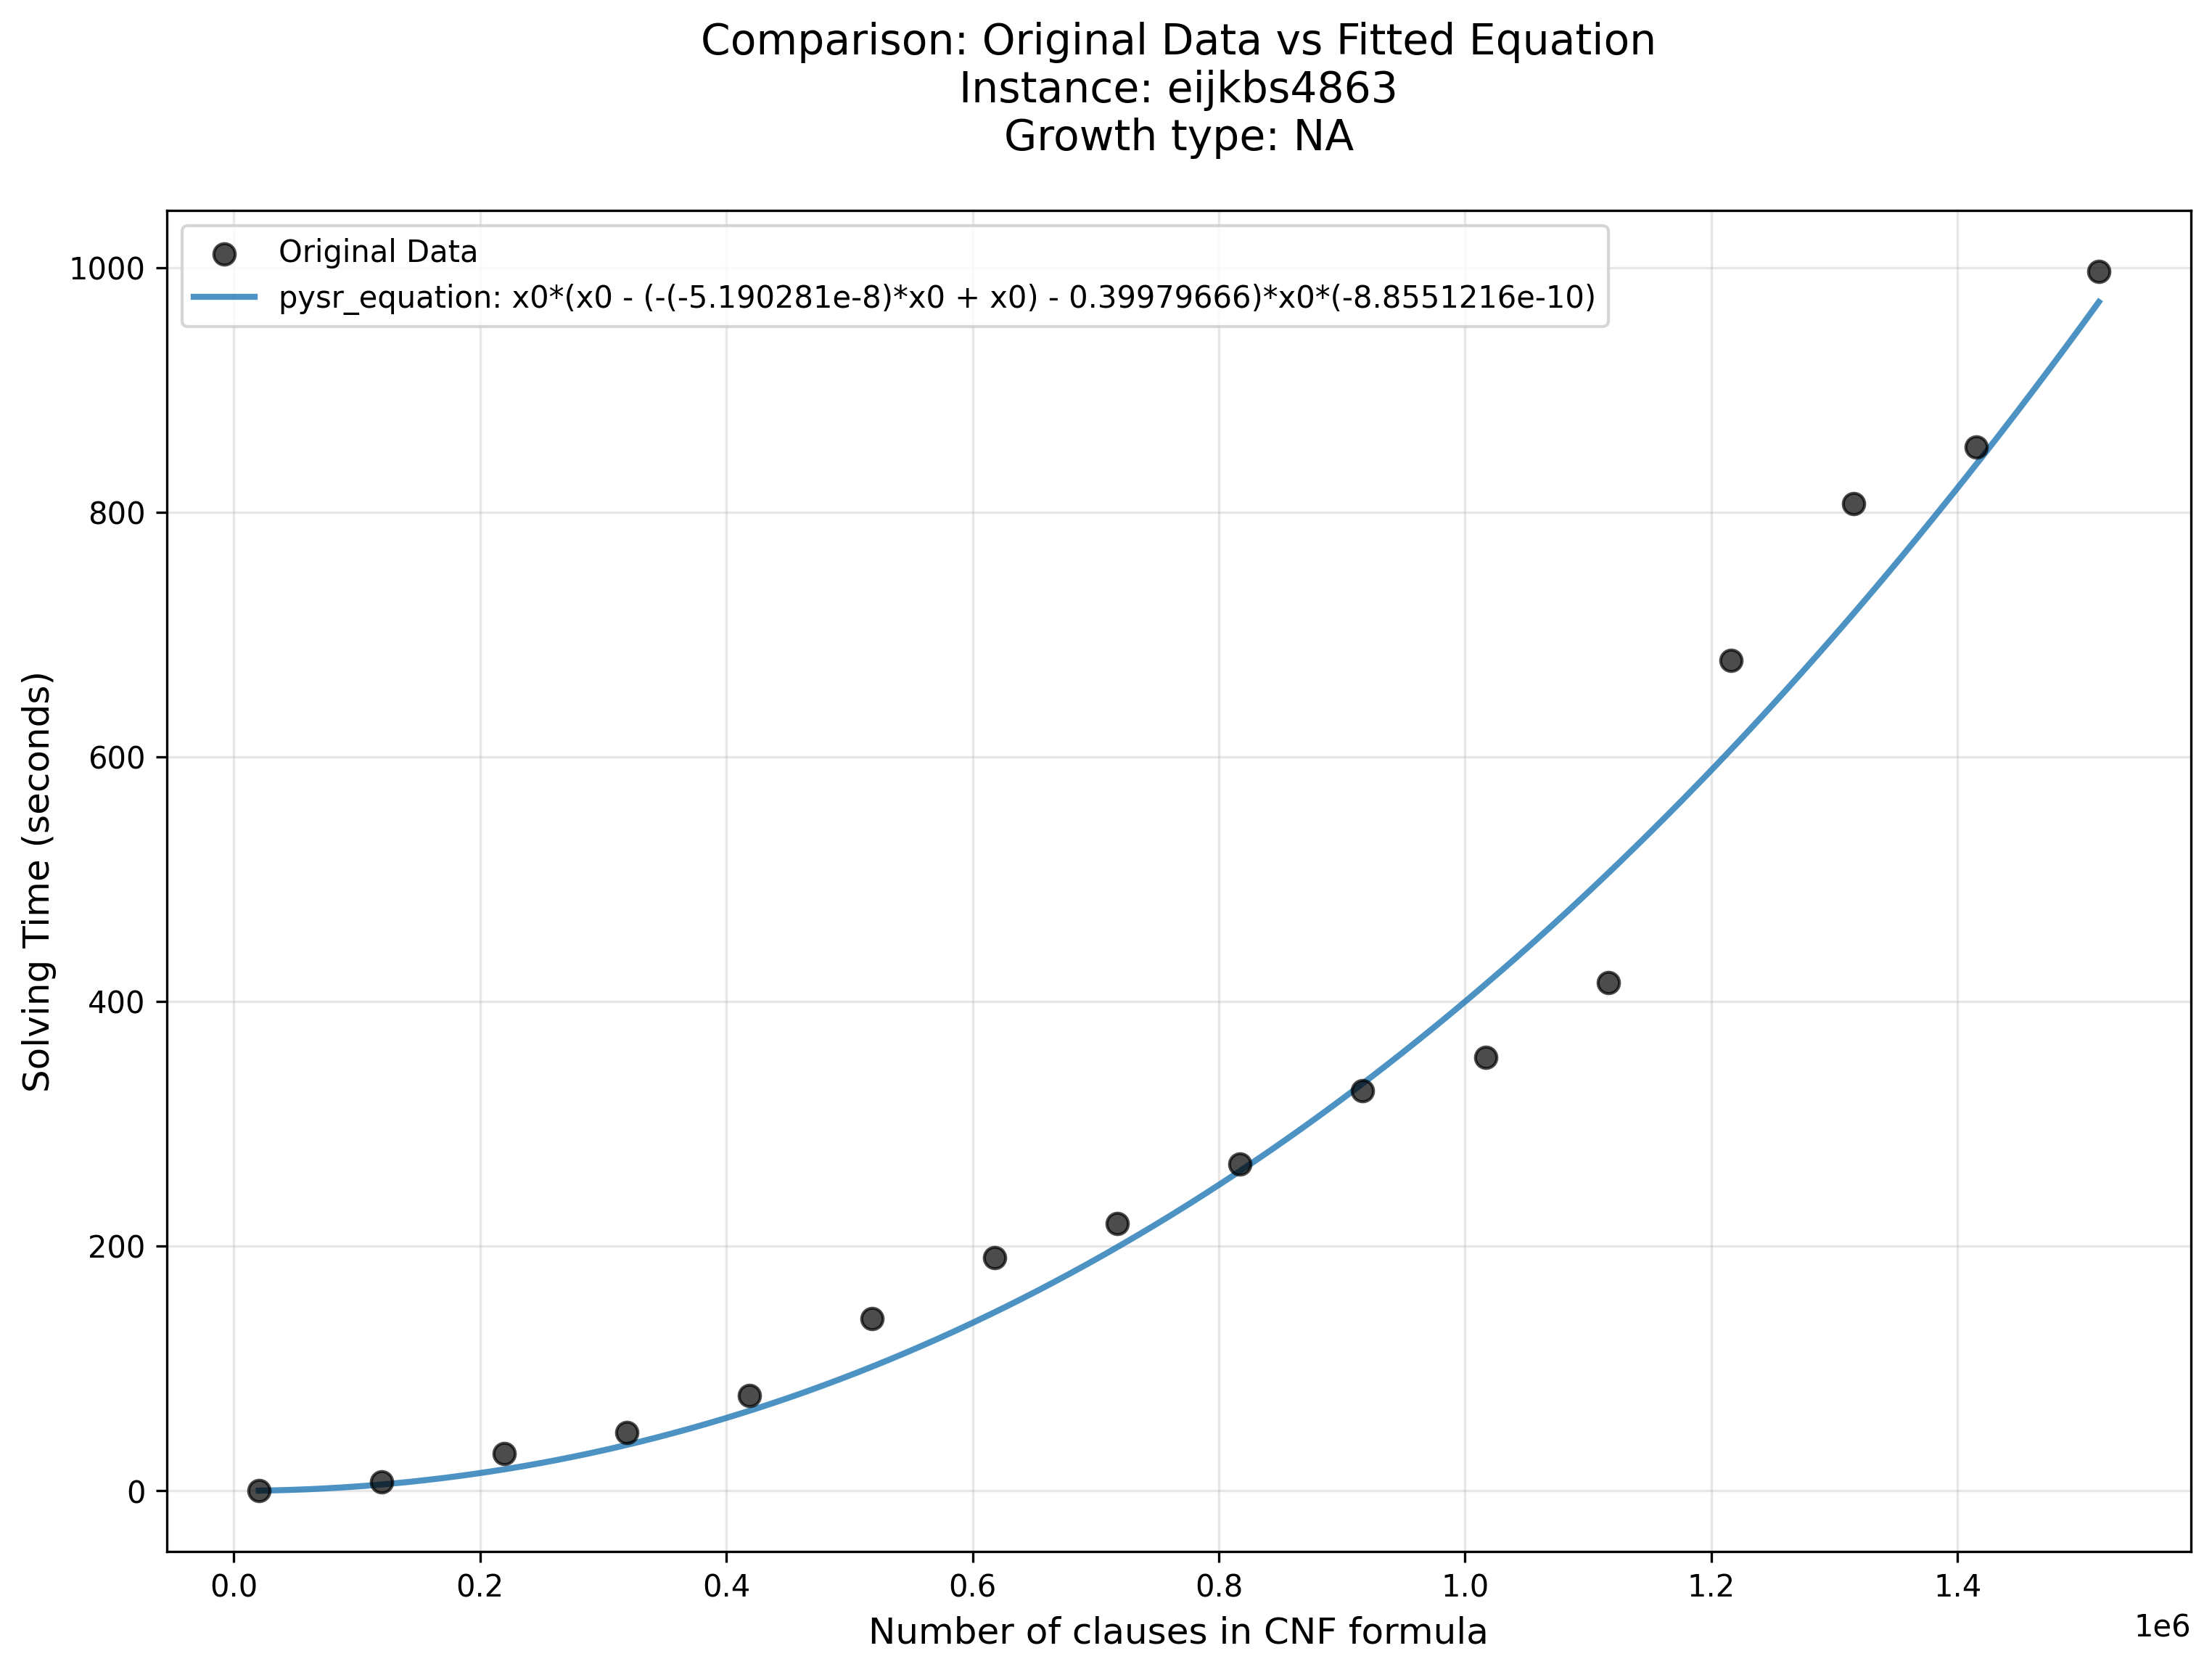 Comparison: Original Data vs Fitted Equation
Instance: eijkbs4863
Growth type: NA
Original Data
pysr_equation: x0*(x0 - (-(-5.190281e-8)*x0 + x0) - 0.39979666)*x0*(-8.8551216e-10)
1000
800
600
400
200
0
Solving Time (seconds)
0.0 0.2 0.4 0.6 0.8 1.0 1.2 1.4
1e6
Number of clauses in CNF formula